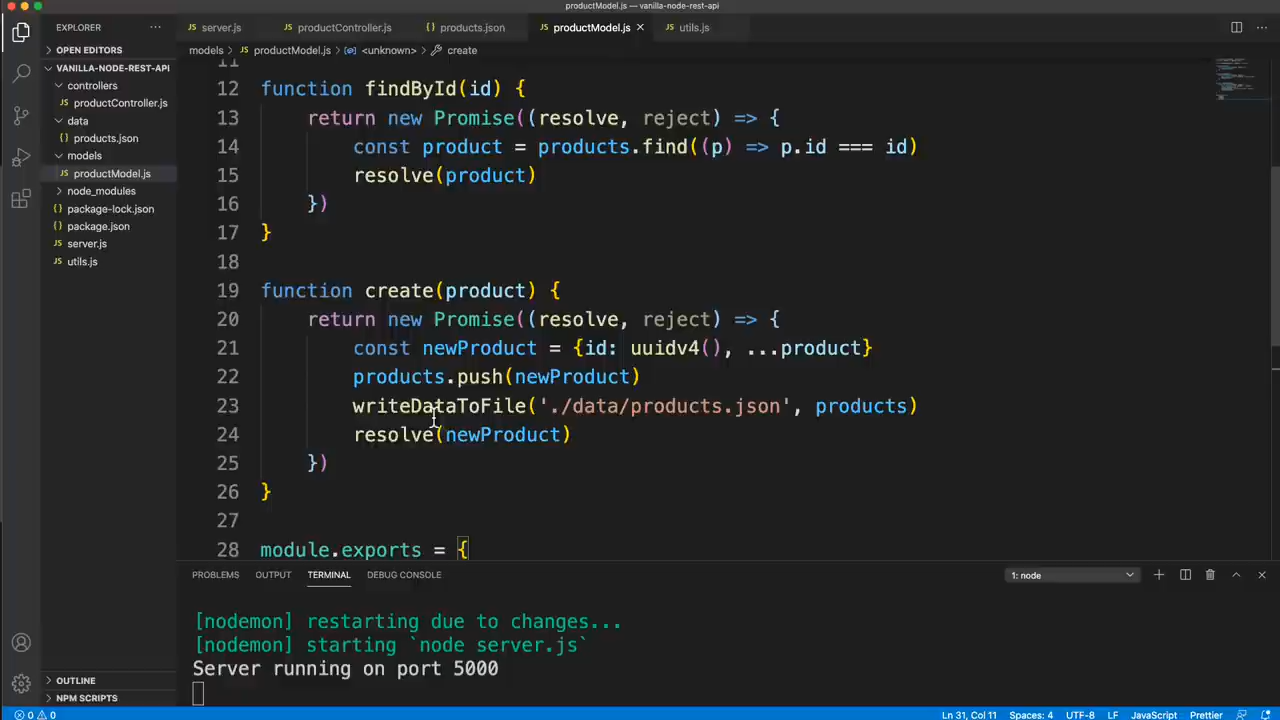 productModel.js — vanilla-node-rest-api
EXPLORER ...
OPEN EDITORS
VANILLA-NODE-REST-API
controllers
JS productController.js
data
{} products.json
models
JS productModel.js
node_modules
{} package-lock.json
{} package.json
JS server.js
JS utils.js
OUTLINE
NPM SCRIPTS
JS server.js JS productController.js {} products.json JS productModel.js × JS utils.js
models > JS productModel.js > <unknown> > create
11
12 function findById(id) {
13 return new Promise((resolve, reject) => {
14 const product = products.find((p) => p.id === id)
15 resolve(product)
16 })
17 }
18
19 function create(product) {
20 return new Promise((resolve, reject) => {
21 const newProduct = {id: uuidv4(), ...product}
22 products.push(newProduct)
23 writeDataToFile('./data/products.json', products)
24 resolve(newProduct)
25 })
26 }
27
28 module.exports = {
PROBLEMS OUTPUT TERMINAL DEBUG CONSOLE 1: node
[nodemon] restarting due to changes...
[nodemon] starting `node server.js`
Server running on port 5000
0 0 Ln 31, Col 11 Spaces: 4 UTF-8 LF JavaScript Prettier